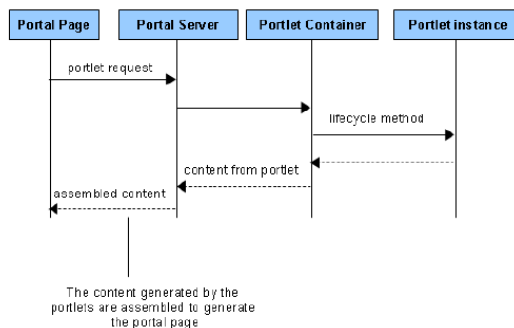 Portal Page
Portal Server
Portlet Container
Portlet instance
portlet request
lifecycle method
content from portlet
assembled content
The content generated by the
portlets are assembled to generate
the portal page